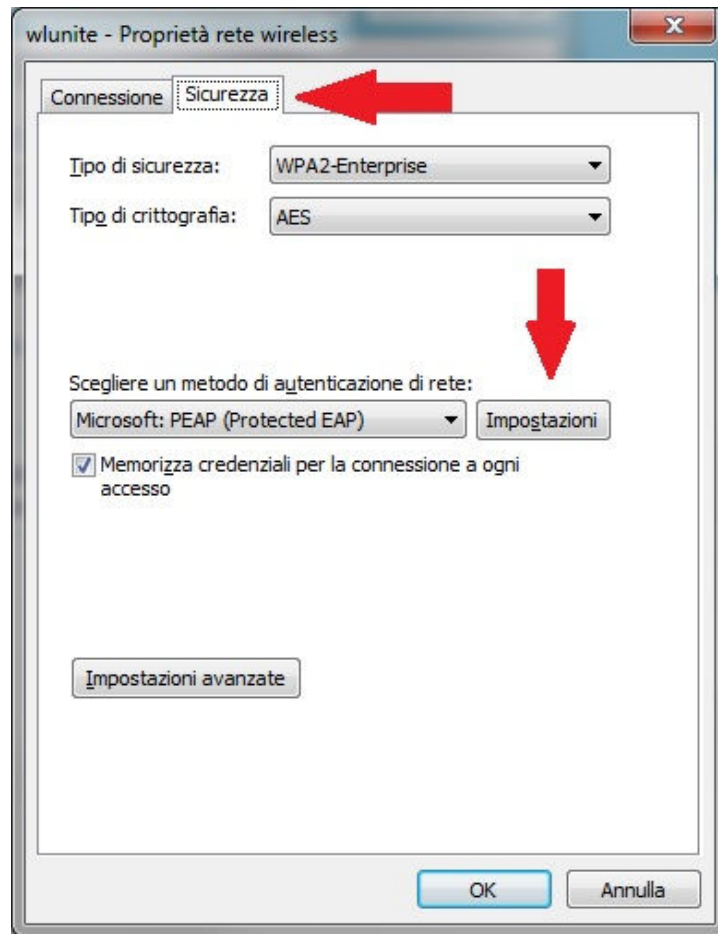 wlunite - Proprietà rete wireless
Connessione
Sicurezza
Tipo di sicurezza:
WPA2-Enterprise
Tipo di crittografia:
AES
Scegliere un metodo di autenticazione di rete:
Microsoft: PEAP (Protected EAP)
Impostazioni
Memorizza credenziali per la connessione a ogni
accesso
Impostazioni avanzate
OK
Annulla